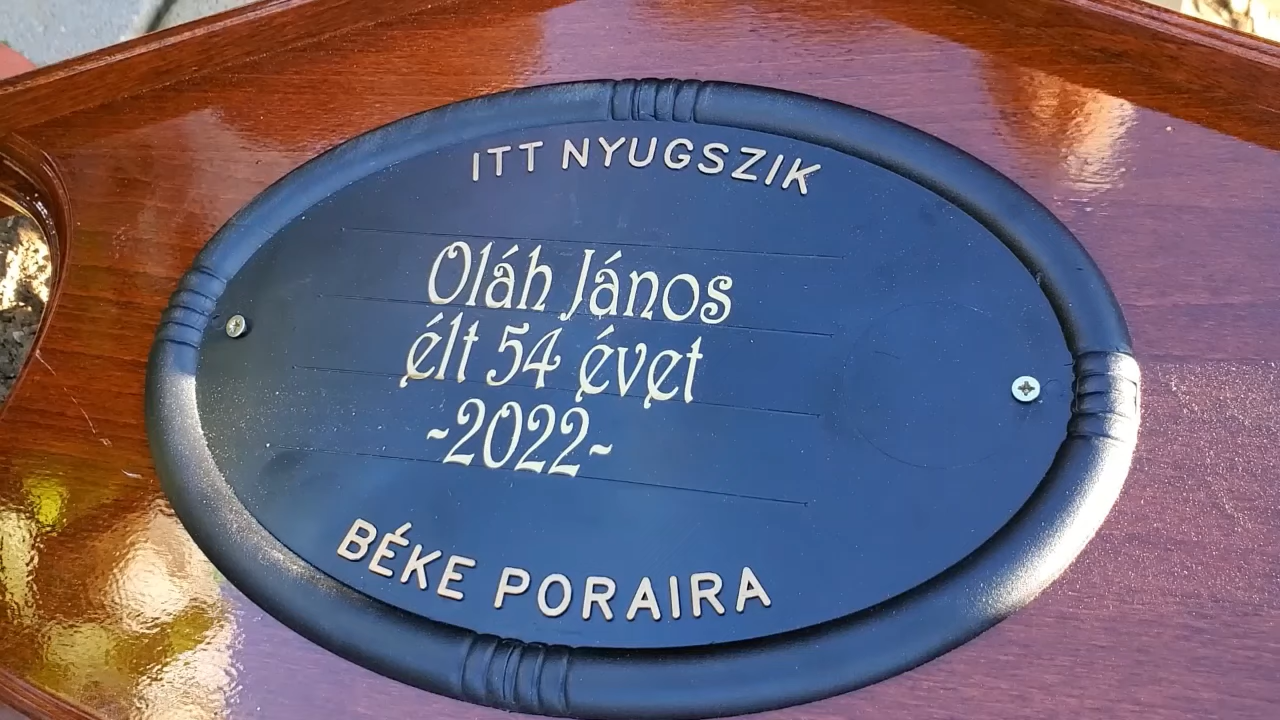 ITT NYUGSZIK
Oláh János
élt 54 évet
-2022-
BÉKE PORAIRA